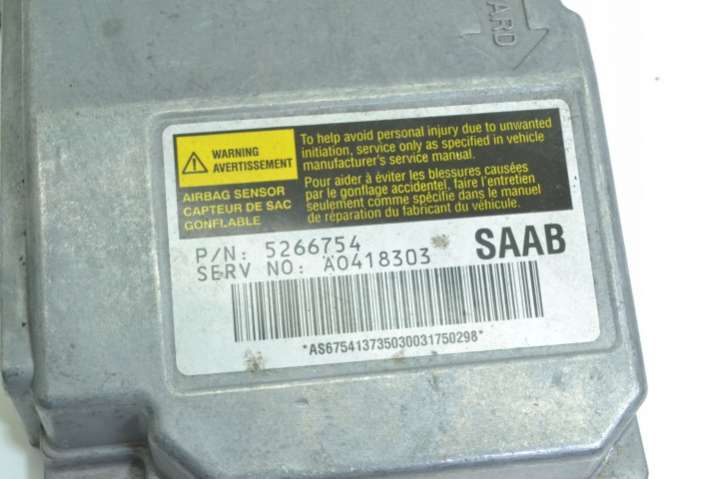 ARD
WARNING
AVERTISSEMENT
AIRBAG SENSOR
CAPTEUR DE SAC
GONFLABLE
To help avoid personal injury due to unwanted
initiation, service only as specified in vehicle
manufacturer's service manual.
Pour aider à éviter les blessures causées
par le gonflage accidentel, faire l'entretien
seulement comme spécifié dans le manuel
de réparation du fabricant du véhicule.
P/N: 5266754
SERV NO: A0418303
SAAB
*AS675413735030031750298*